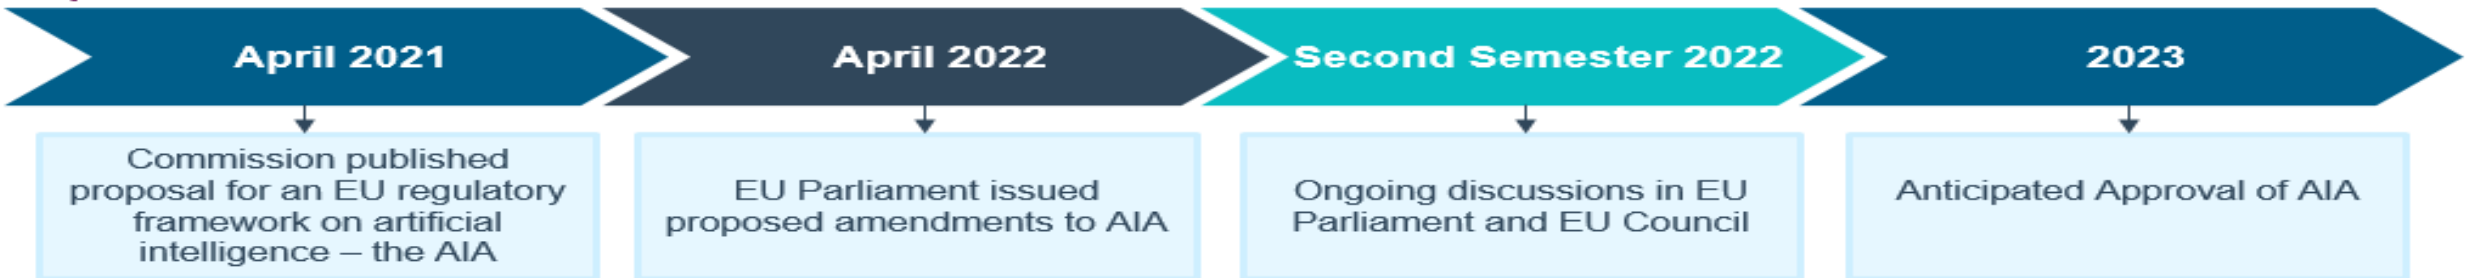 April 2021
April 2022
Second Semester 2022
2023
Commission published
proposal for an EU regulatory
framework on artificial
intelligence – the AIA
EU Parliament issued
proposed amendments to AIA
Ongoing discussions in EU
Parliament and EU Council
Anticipated Approval of AIA